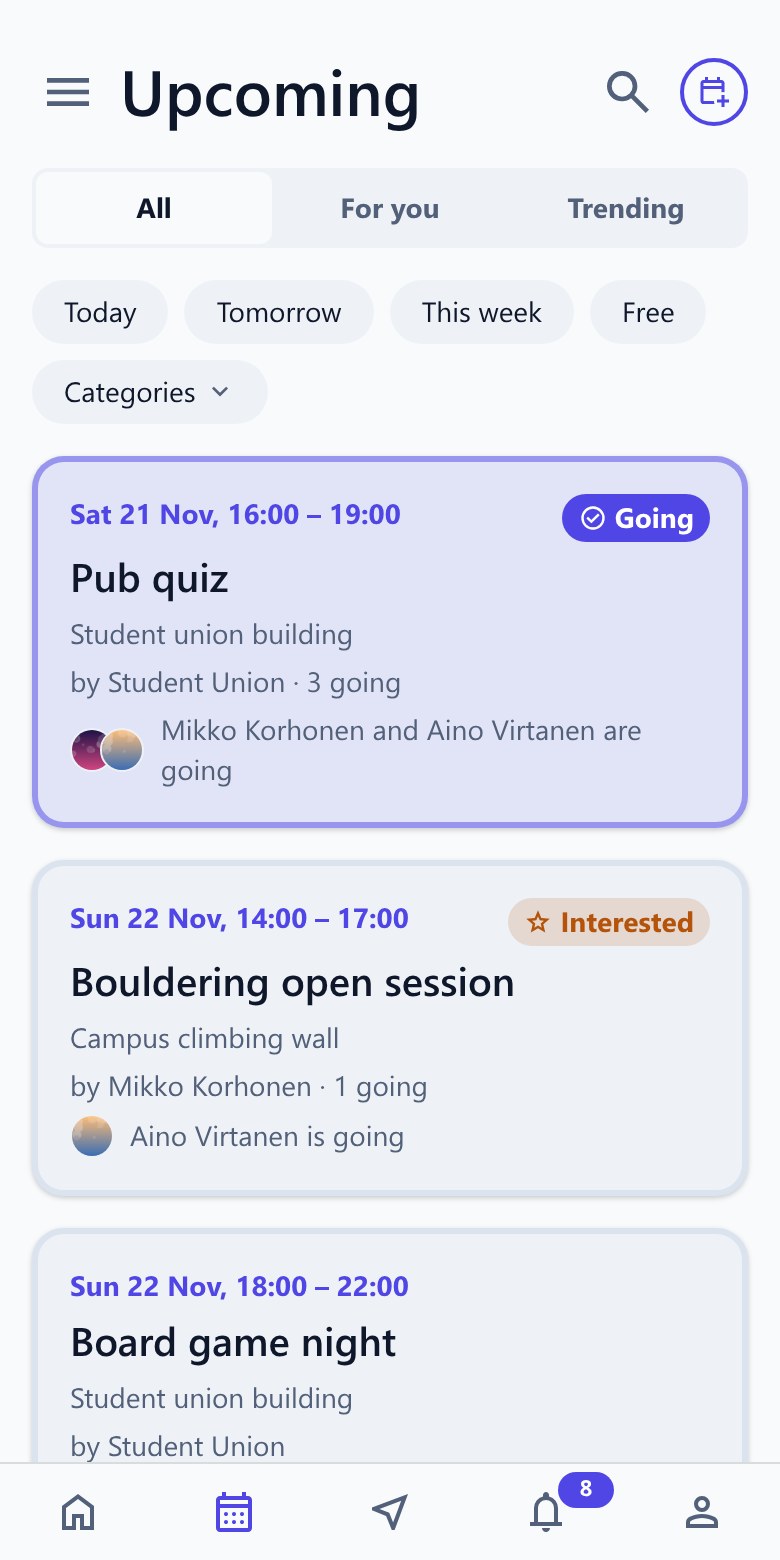 Upcoming
All
For you
Trending
Today
Tomorrow
This week
Free
Categories
Sat 21 Nov, 16:00 – 19:00
Going
Pub quiz
Student union building
by Student Union · 3 going
Mikko Korhonen and Aino Virtanen are
going
Sun 22 Nov, 14:00 – 17:00
Interested
Bouldering open session
Campus climbing wall
by Mikko Korhonen · 1 going
Aino Virtanen is going
Sun 22 Nov, 18:00 – 22:00
Board game night
Student union building
by Student Union
8